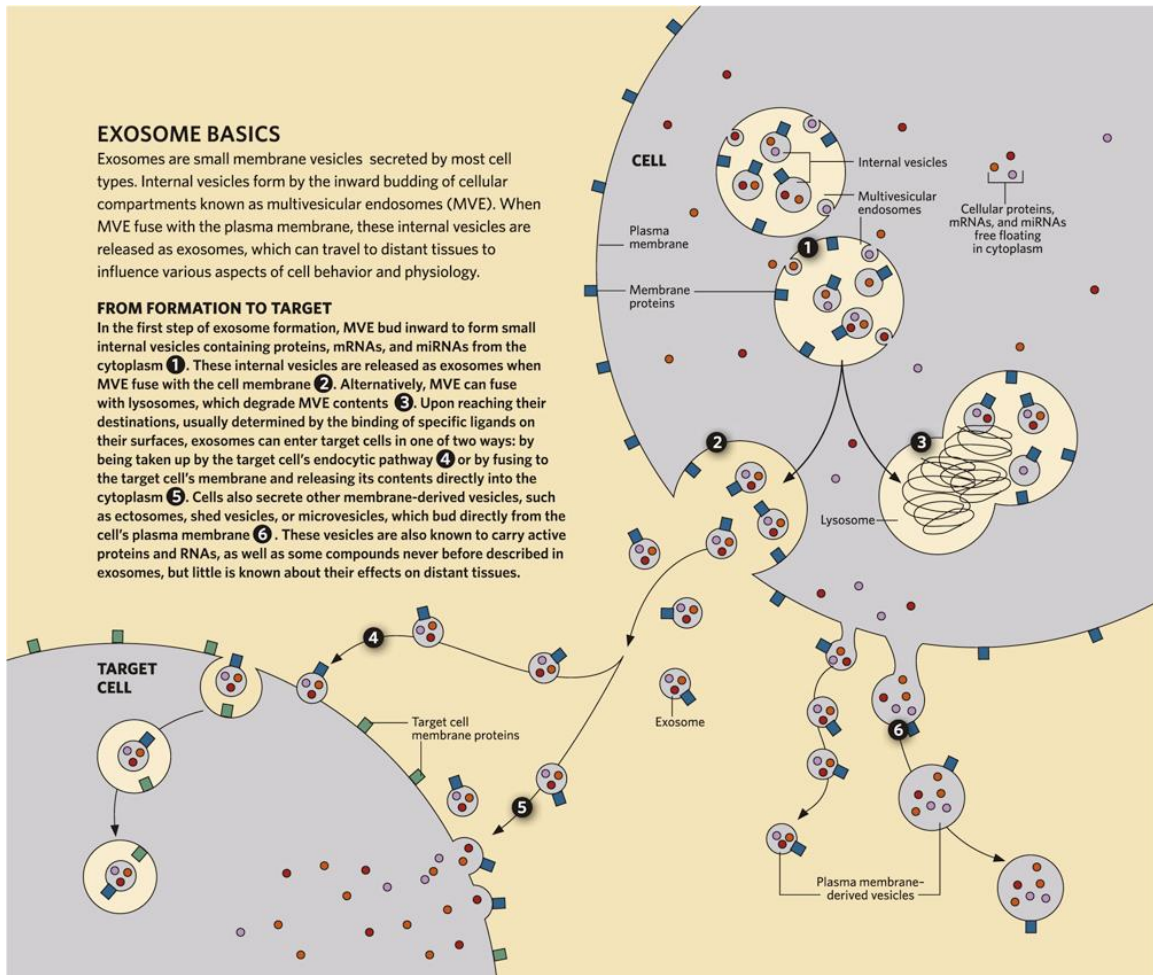 EXOSOME BASICS
Exosomes are small membrane vesicles secreted by most cell
types. Internal vesicles form by the inward budding of cellular
compartments known as multivesicular endosomes (MVE). When
MVE fuse with the plasma membrane, these internal vesicles are
released as exosomes, which can travel to distant tissues to
influence various aspects of cell behavior and physiology.
FROM FORMATION TO TARGET
In the first step of exosome formation, MVE bud inward to form small
internal vesicles containing proteins, mRNAs, and miRNAs from the
cytoplasm 1. These internal vesicles are released as exosomes when
MVE fuse with the cell membrane 2. Alternatively, MVE can fuse
with lysosomes, which degrade MVE contents 3. Upon reaching their
destinations, usually determined by the binding of specific ligands on
their surfaces, exosomes can enter target cells in one of two ways: by
being taken up by the target cell's endocytic pathway 4 or by fusing to
the target cell's membrane and releasing its contents directly into the
cytoplasm 5. Cells also secrete other membrane-derived vesicles, such
as ectosomes, shed vesicles, or microvesicles, which bud directly from the
cell's plasma membrane 6. These vesicles are also known to carry active
proteins and RNAs, as well as some compounds never before described in
exosomes, but little is known about their effects on distant tissues.
CELL
Internal vesicles
Multivesicular
endosomes
Cellular proteins,
mRNAs, and miRNAs
free floating
in cytoplasm
Plasma
membrane
1
Membrane
proteins
2
3
Lysosome
4
TARGET
CELL
Exosome
Target cell
membrane proteins
6
5
Plasma membrane-
derived vesicles